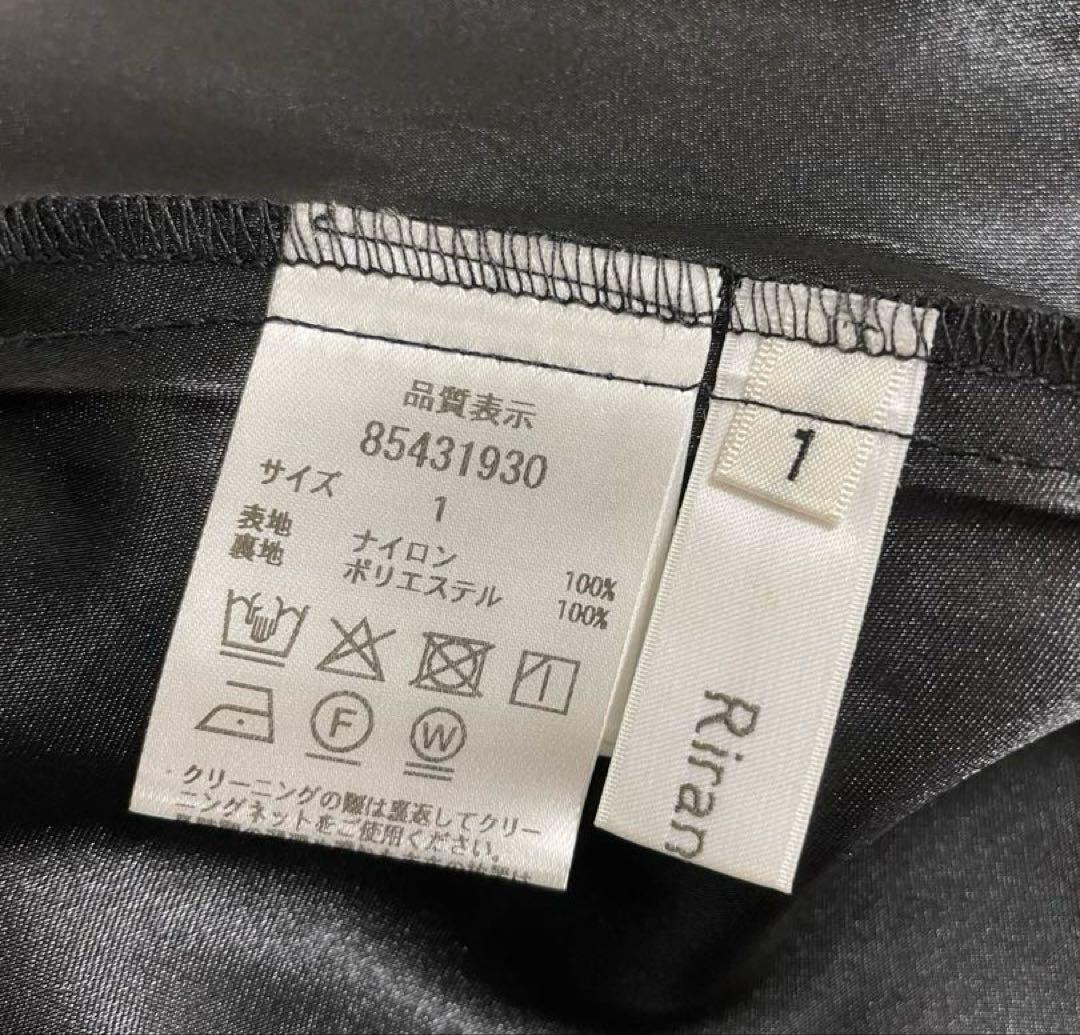 品質表示
85431930
サイズ 1
表地 ナイロン 100%
裏地 ポリエステル 100%
F
W
クリーニングの際は裏返してクリー
ニングネットをご使用ください。
1
Riran